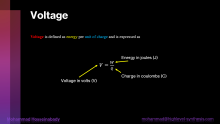 Voltage
Voltage is defined as energy per unit of charge and is expressed as
Energy in joules (J)
V = W/Q
Voltage in volts (V)
Charge in coulombs (C)